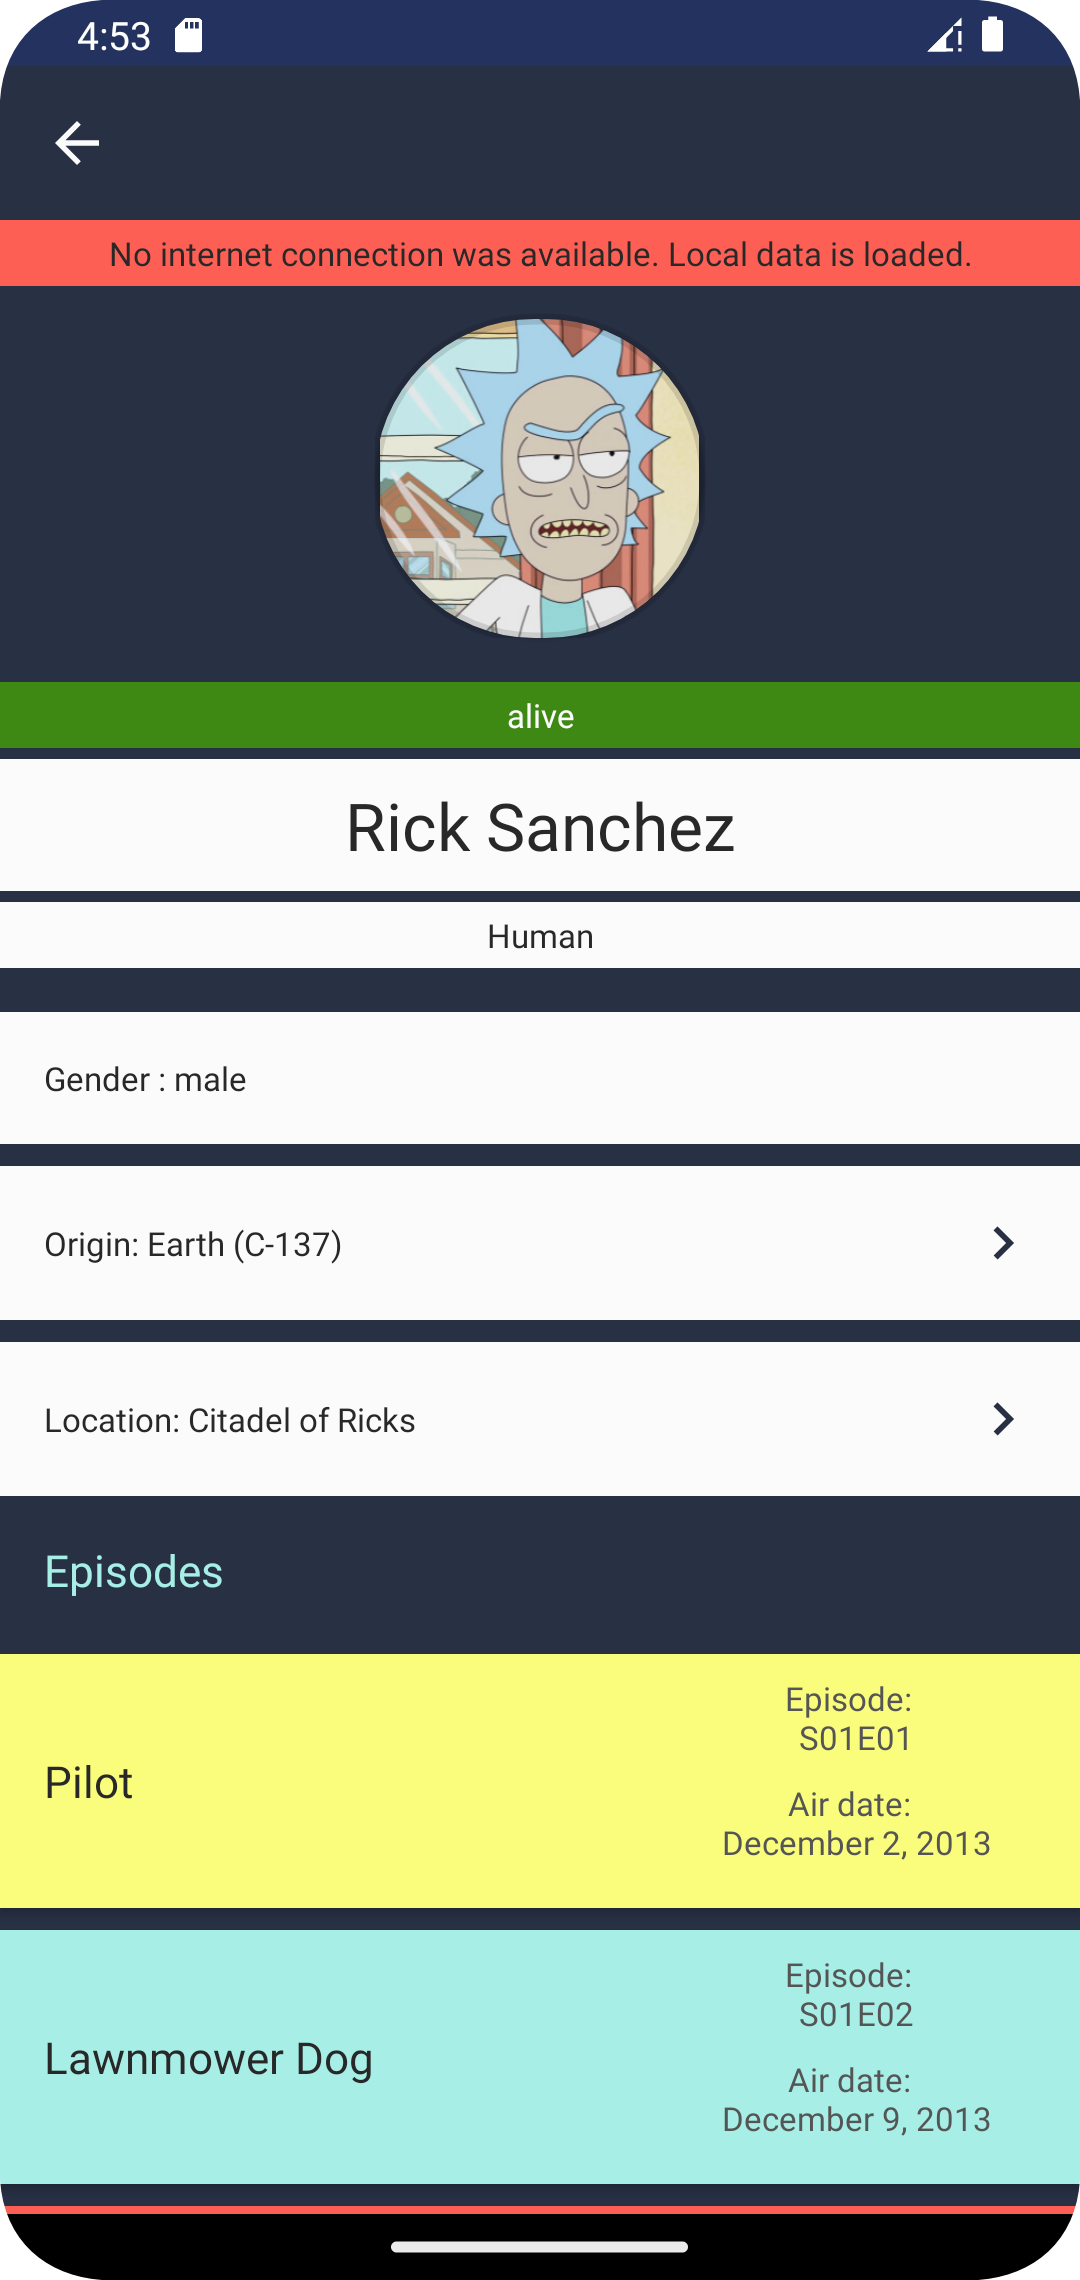 4:53
No internet connection was available. Local data is loaded.
alive
Rick Sanchez
Human
Gender : male
Origin: Earth (C-137)
Location: Citadel of Ricks
Episodes
Pilot
Episode:
S01E01
Air date:
December 2, 2013
Lawnmower Dog
Episode:
S01E02
Air date:
December 9, 2013